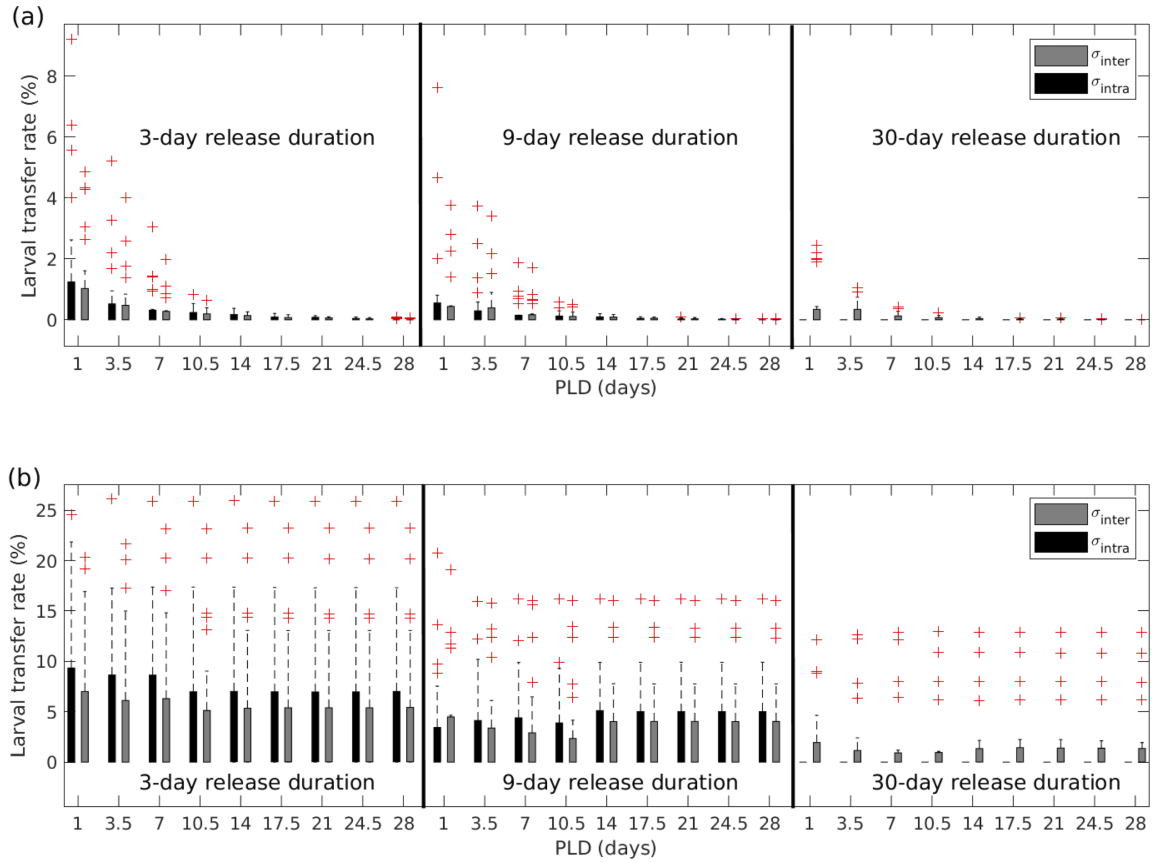 (a)
Larval transfer rate (%)
8
6
4
2
0
3-day release duration
9-day release duration
30-day release duration
σinter
σintra
1 3.5 7 10.5 14 17.5 21 24.5 28 1 3.5 7 10.5 14 17.5 21 24.5 28 1 3.5 7 10.5 14 17.5 21 24.5 28
PLD (days)
(b)
Larval transfer rate (%)
25
20
15
10
5
0
σinter
σintra
3-day release duration
9-day release duration
30-day release duration
1 3.5 7 10.5 14 17.5 21 24.5 28 1 3.5 7 10.5 14 17.5 21 24.5 28 1 3.5 7 10.5 14 17.5 21 24.5 28
PLD (days)